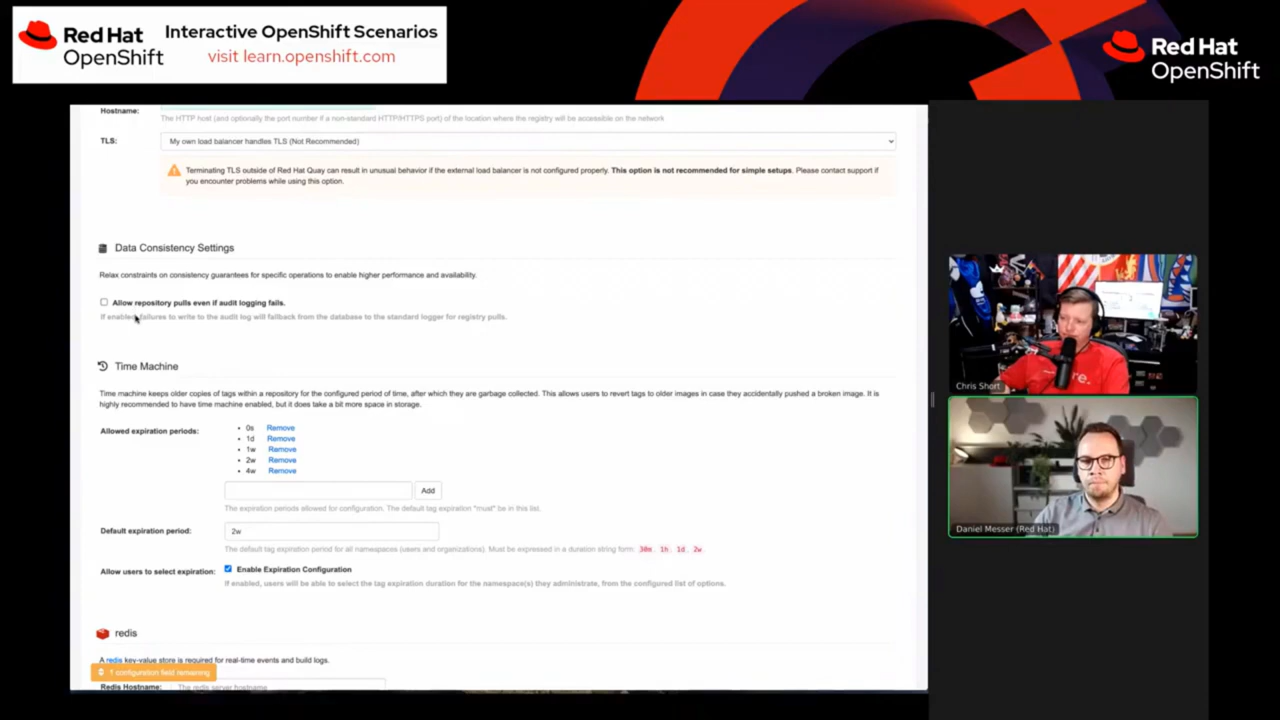 Red Hat
OpenShift
Interactive OpenShift Scenarios
visit learn.openshift.com
Red Hat
OpenShift
Hostname:
The HTTP host (and optionally the port number if a non-standard HTTP/HTTPS port) of the location where the registry will be accessible on the network
TLS:
My own load balancer handles TLS (Not Recommended)
Terminating TLS outside of Red Hat Quay can result in unusual behavior if the external load balancer is not configured properly. This option is not recommended for simple setups. Please contact support if
you encounter problems while using this option.
Data Consistency Settings
Relax constraints on consistency guarantees for specific operations to enable higher performance and availability.
Allow repository pulls even if audit logging fails.
If enabled, failures to write to the audit log will fallback from the database to the standard logger for registry pulls.
Time Machine
Time machine keeps older copies of tags within a repository for the configured period of time, after which they are garbage collected. This allows users to revert tags to older images in case they accidentally pushed a broken image. It is
highly recommended to have time machine enabled, but it does take a bit more space in storage.
Allowed expiration periods:
• 0s Remove
• 1d Remove
• 1w Remove
• 2w Remove
• 4w Remove
Add
The expiration periods allowed for configuration. The default tag expiration *must* be in this list.
Default expiration period:
2w
The default tag expiration period for all namespaces (users and organizations). Must be expressed in a duration string form: 30m, 1h, 1d, 2w.
Allow users to select expiration:
Enable Expiration Configuration
If enabled, users will be able to select the tag expiration duration for the namespace(s) they administrate, from the configured list of options.
redis
A redis key-value store is required for real-time events and build logs.
1 configuration field remaining
Redis Hostname:
The redis server hostname
Chris Short
Daniel Messer (Red Hat)